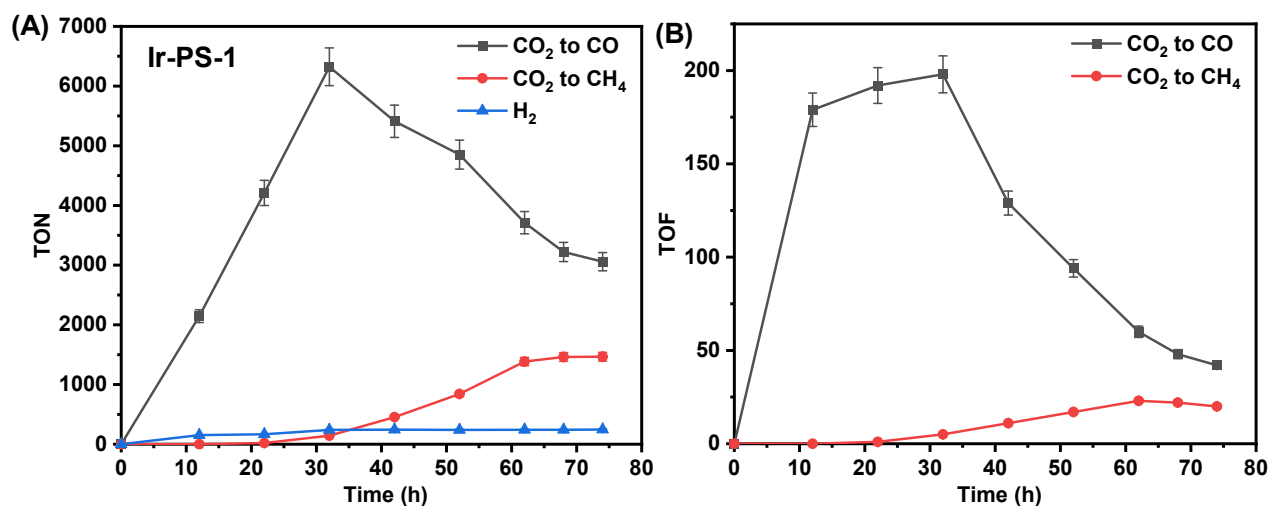 (A)
Ir-PS-1
CO₂ to CO
CO₂ to CH₄
H₂
TON
7000
6000
5000
4000
3000
2000
1000
0
0 10 20 30 40 50 60 70 80
Time (h)
(B)
CO₂ to CO
CO₂ to CH₄
TOF
200
150
100
50
0
0 10 20 30 40 50 60 70 80
Time (h)